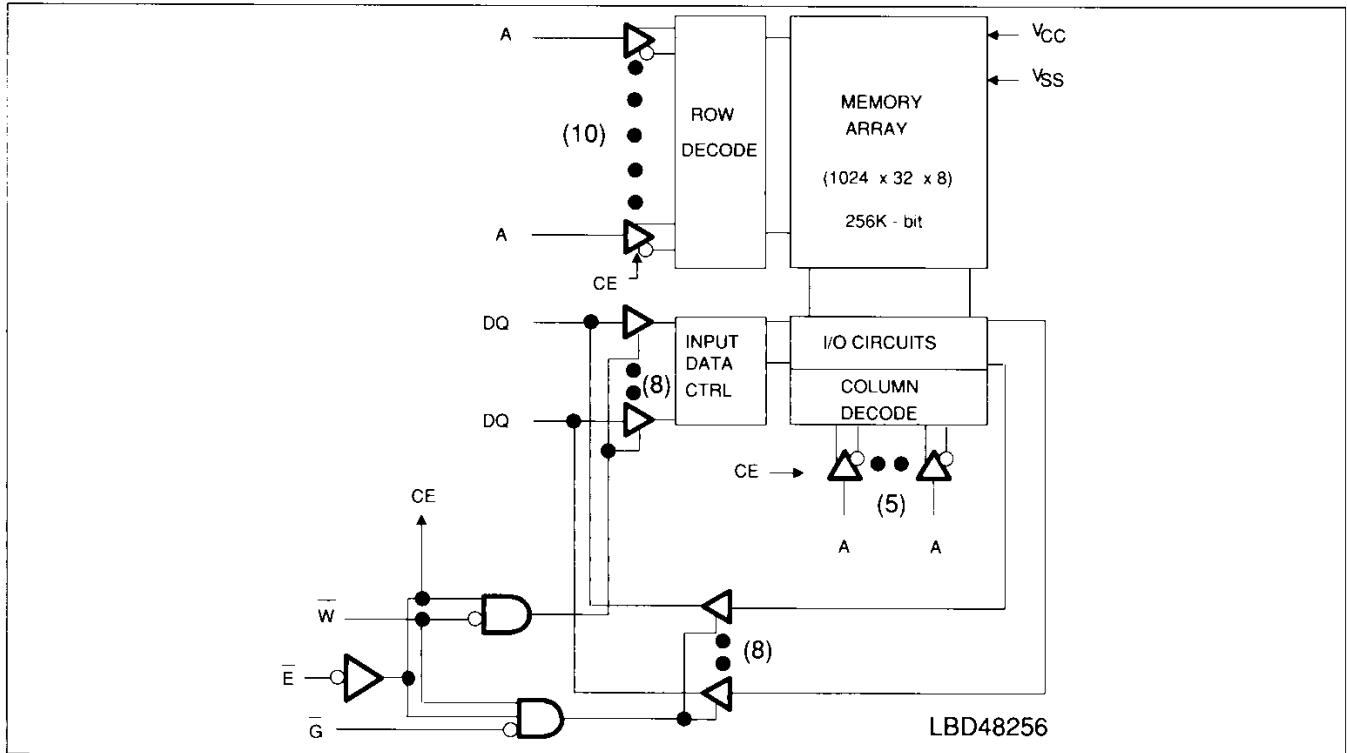 A
V̅CC
VSS
MEMORY
ARRAY
ROW
DECODE
(10)
(1024 x 32 x 8)
256K - bit
A
CE
DQ
INPUT
DATA
CTRL
I/O CIRCUITS
(8)
COLUMN
DECODE
DQ
CE
(5)
A A
CE
W̅
(8)
E̅
G̅
LBD48256